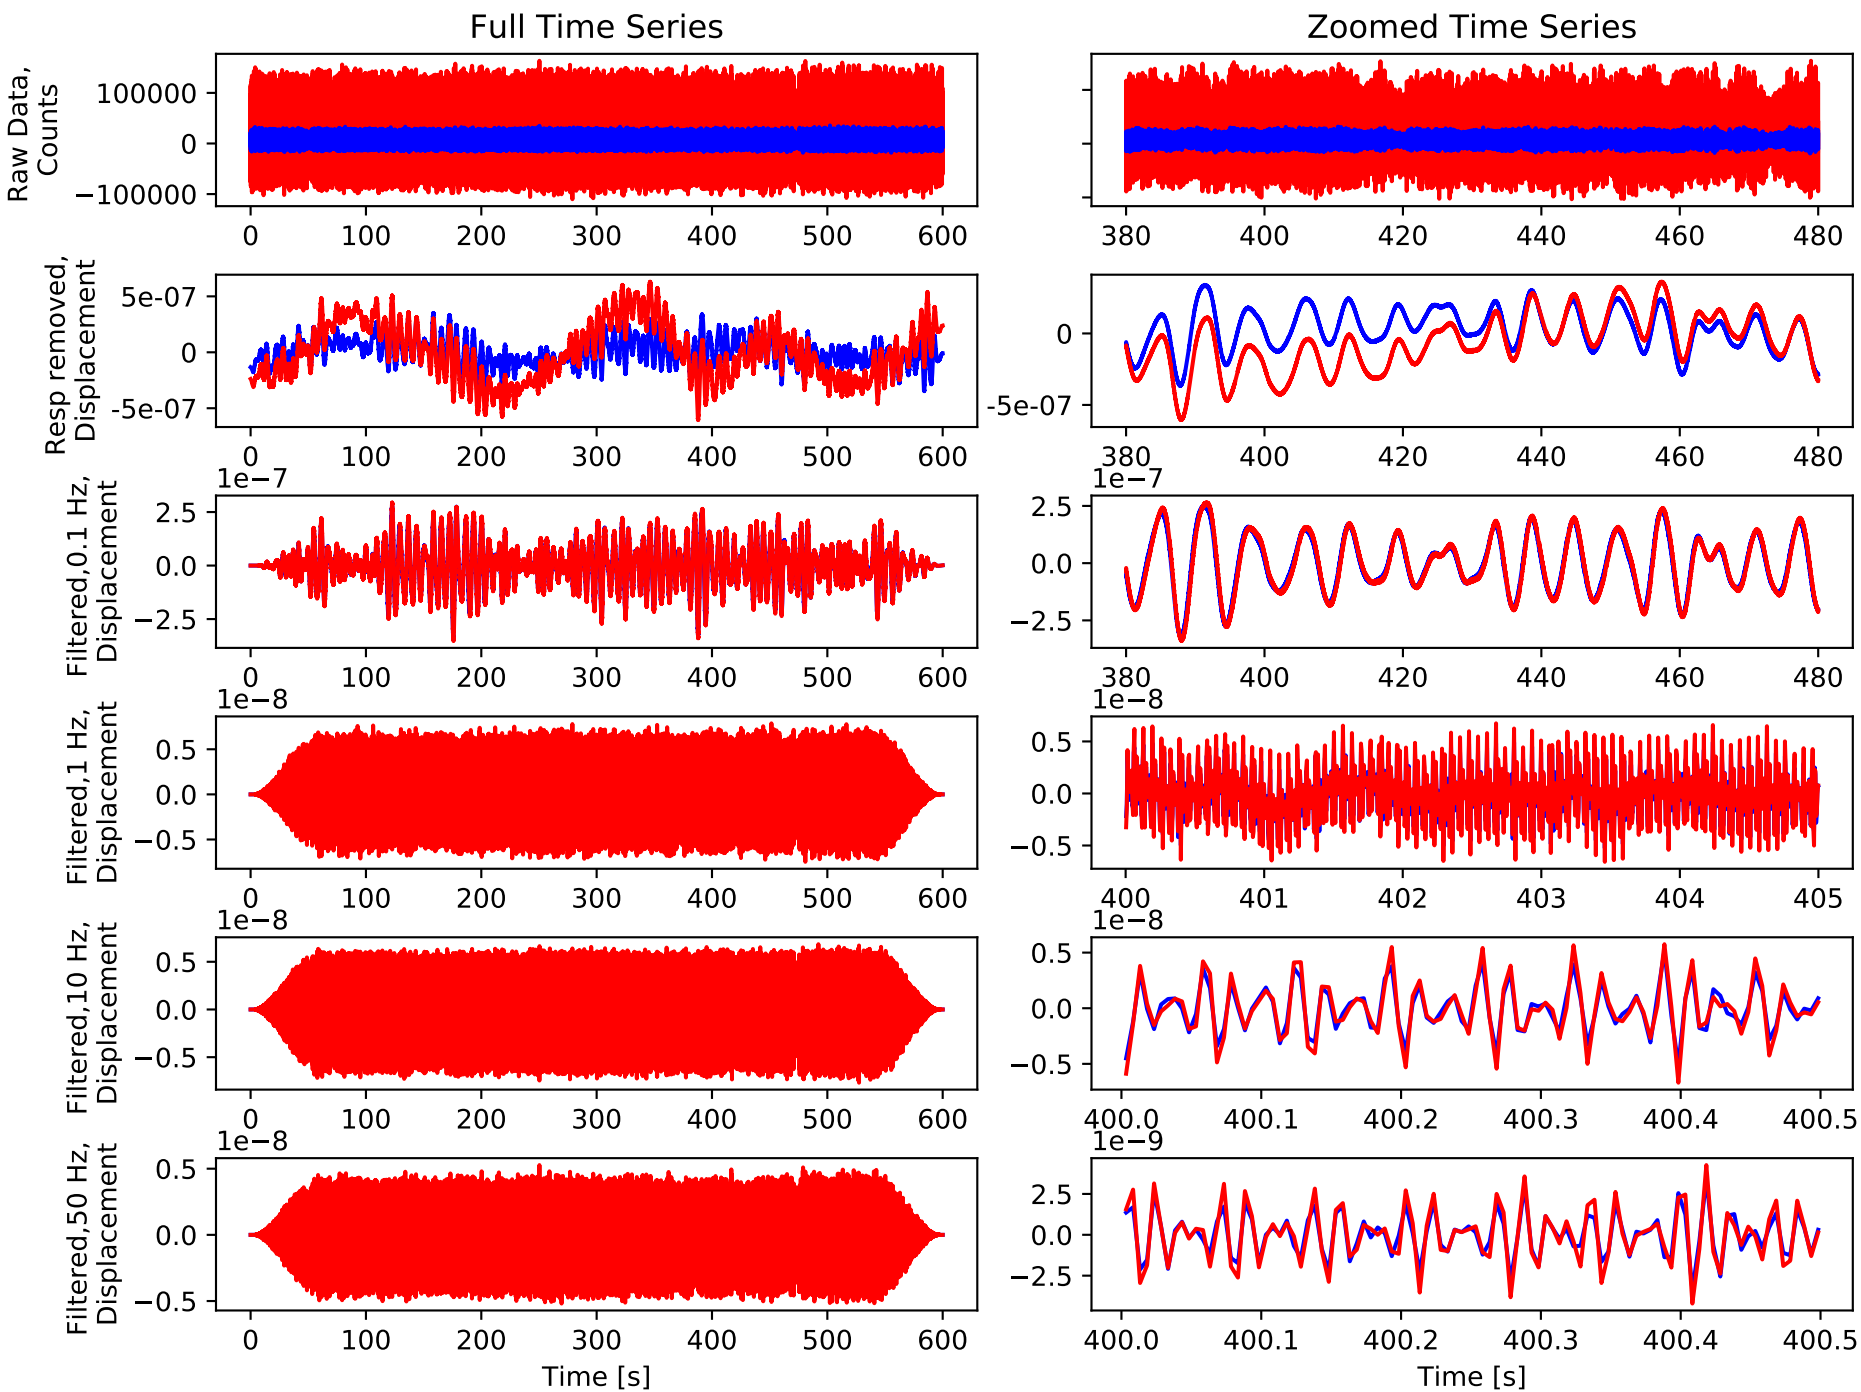 Full Time Series
Zoomed Time Series
Raw Data,
Counts
100000
0
−100000
0 100 200 300 400 500 600
380 400 420 440 460 480
Resp removed,
Displacement
5e-07
0
-5e-07
0 100 200 300 400 500 600
0
-5e-07
380 400 420 440 460 480
Filtered,0.1 Hz,
Displacement
1e−7
2.5
0.0
−2.5
0 100 200 300 400 500 600
1e−7
2.5
0.0
−2.5
380 400 420 440 460 480
Filtered,1 Hz,
Displacement
1e−8
0.5
0.0
−0.5
0 100 200 300 400 500 600
1e−8
0.5
0.0
−0.5
400 401 402 403 404 405
Filtered,10 Hz,
Displacement
1e−8
0.5
0.0
−0.5
0 100 200 300 400 500 600
1e−8
0.5
0.0
−0.5
400.0 400.1 400.2 400.3 400.4 400.5
Filtered,50 Hz,
Displacement
1e−8
0.5
0.0
−0.5
0 100 200 300 400 500 600
Time [s]
1e−9
2.5
0.0
−2.5
400.0 400.1 400.2 400.3 400.4 400.5
Time [s]